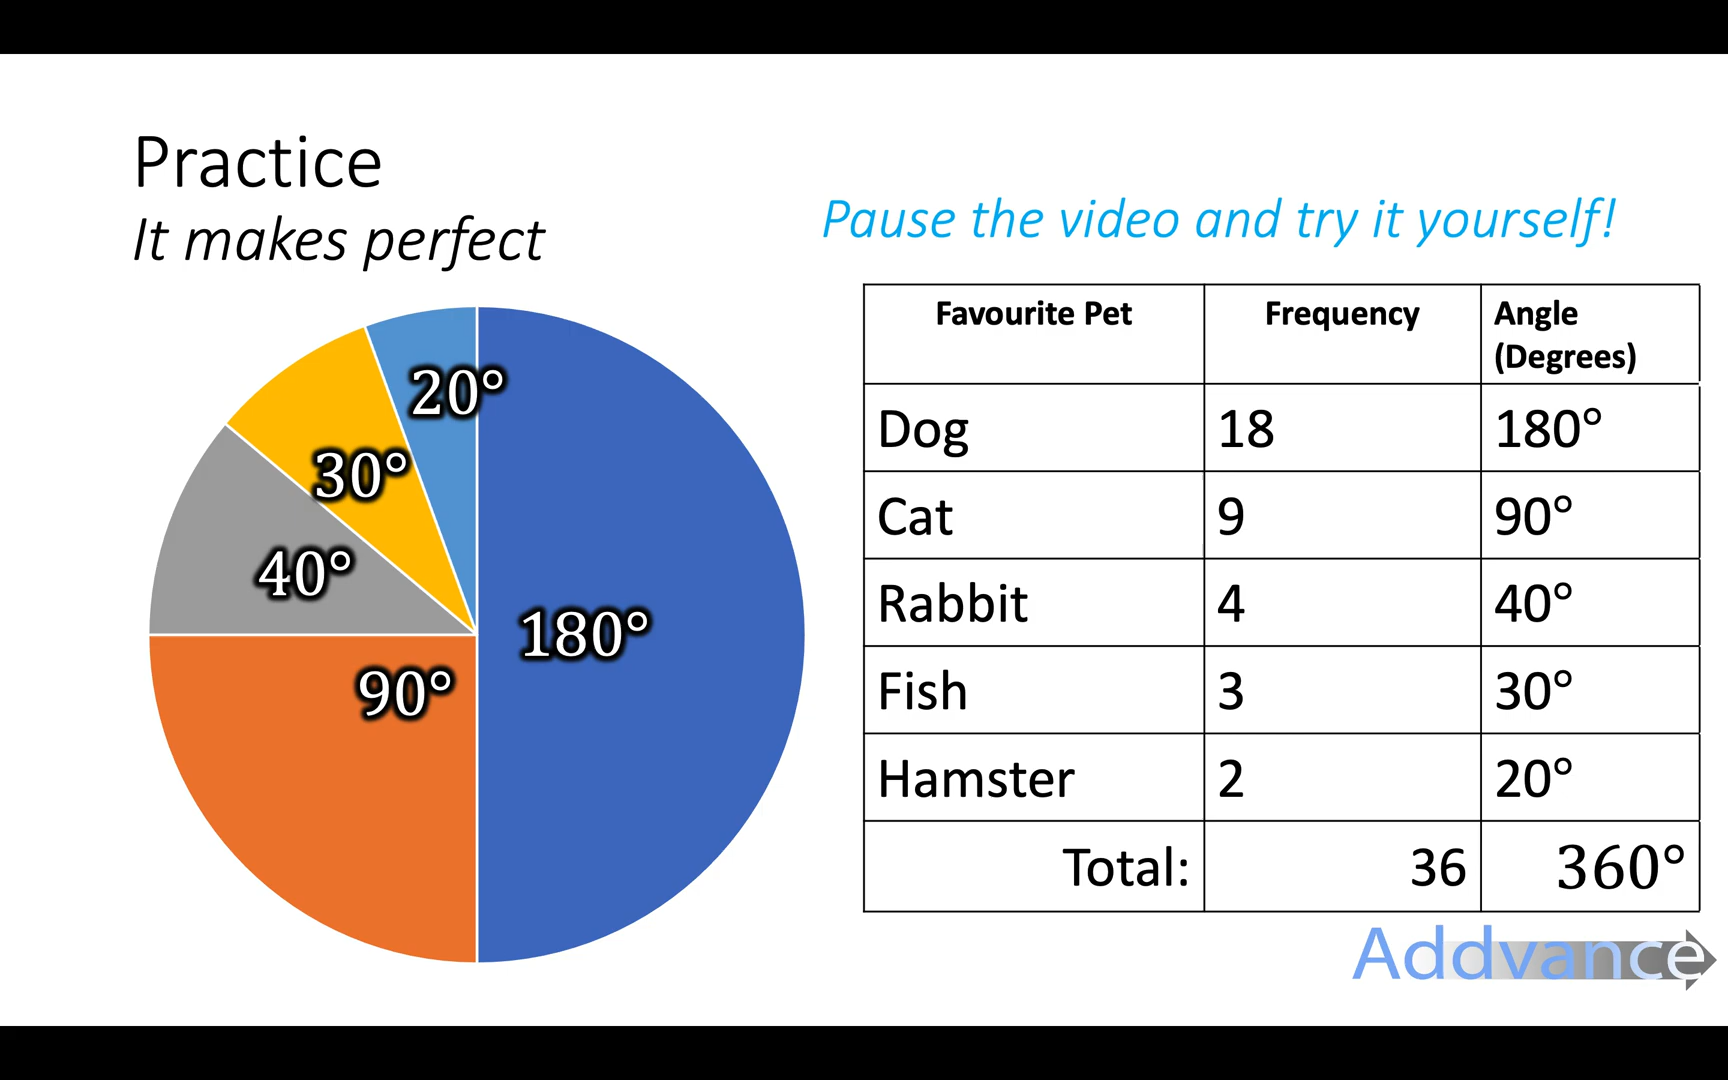 Practice
It makes perfect
Pause the video and try it yourself!
20°
30°
40°
180°
90°
Favourite Pet Frequency Angle
(Degrees)
Dog 18 180°
Cat 9 90°
Rabbit 4 40°
Fish 3 30°
Hamster 2 20°
Total: 36 360°
Addvance